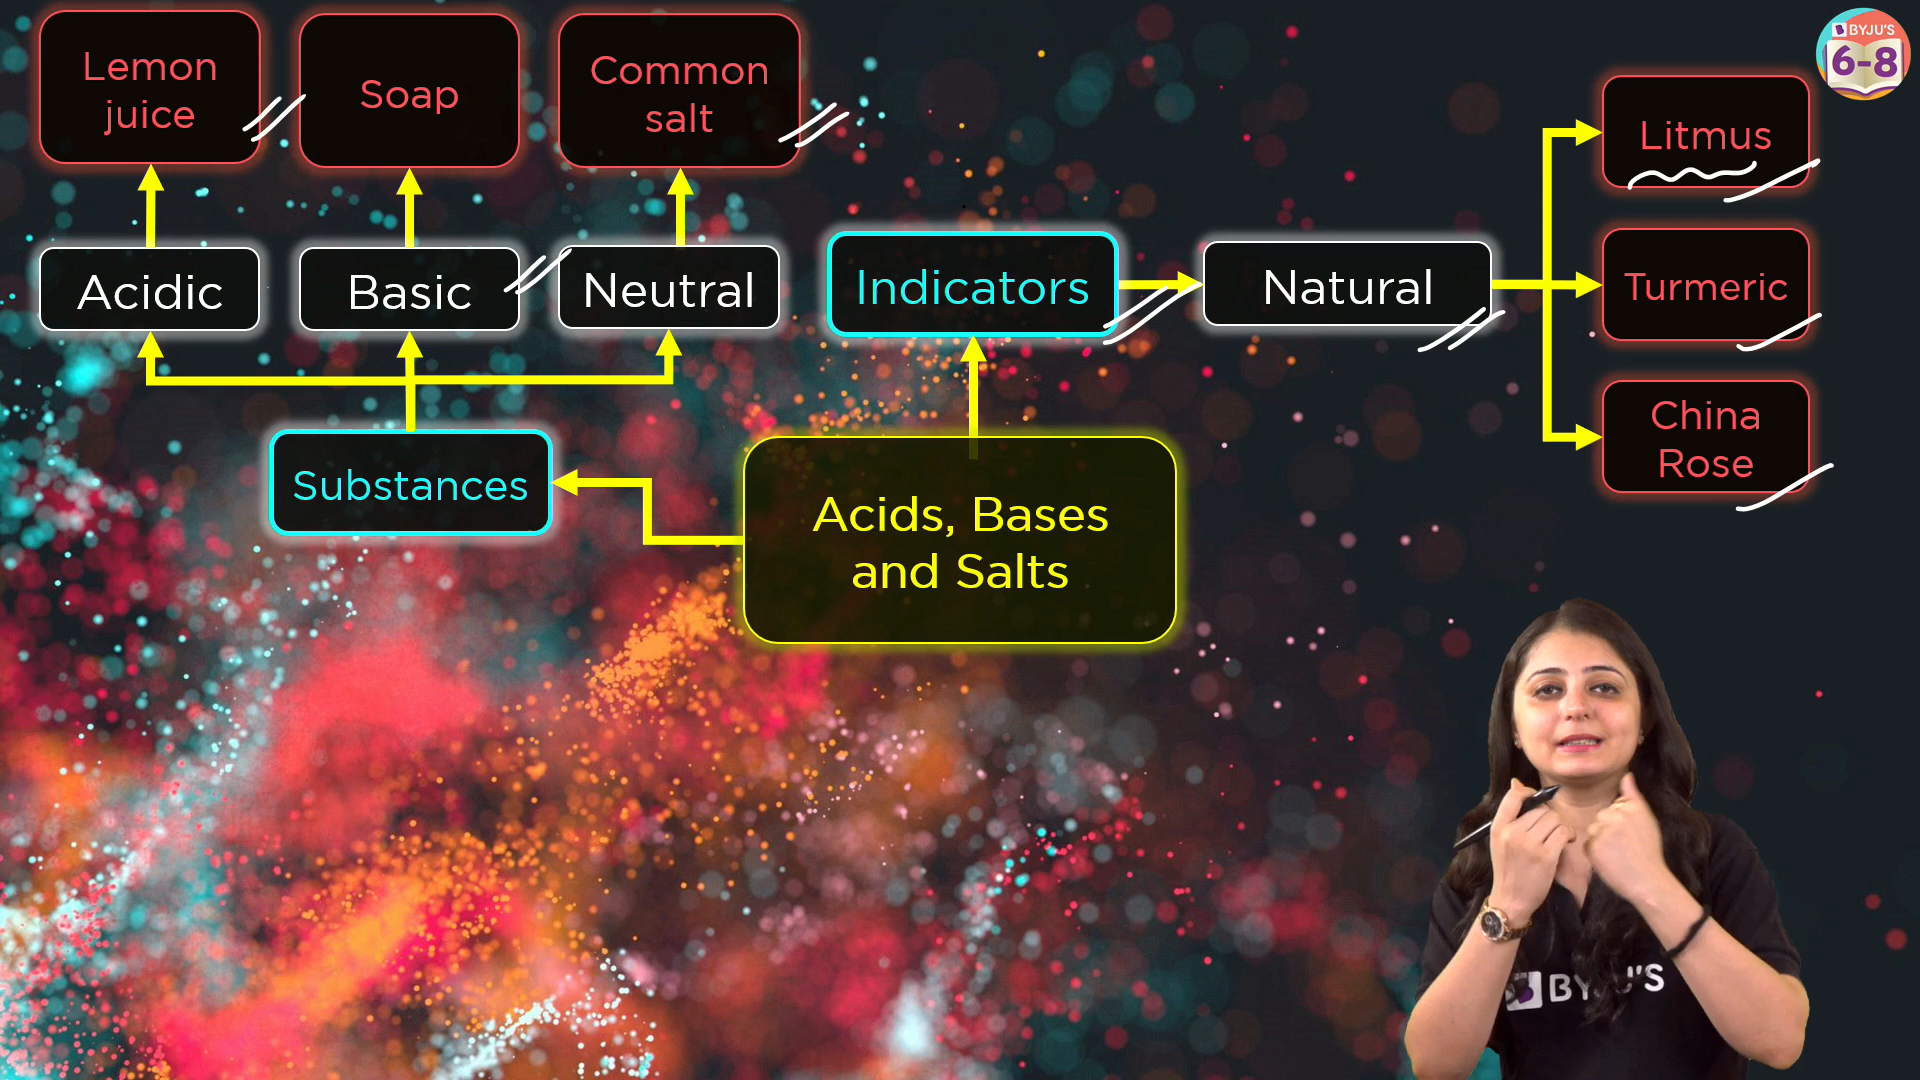 Lemon
juice
Soap
Common
salt
BYJU'S
6-8
Litmus
Acidic
Basic
Neutral
Indicators
Natural
Turmeric
China
Rose
Substances
Acids, Bases
and Salts
BYJU'S